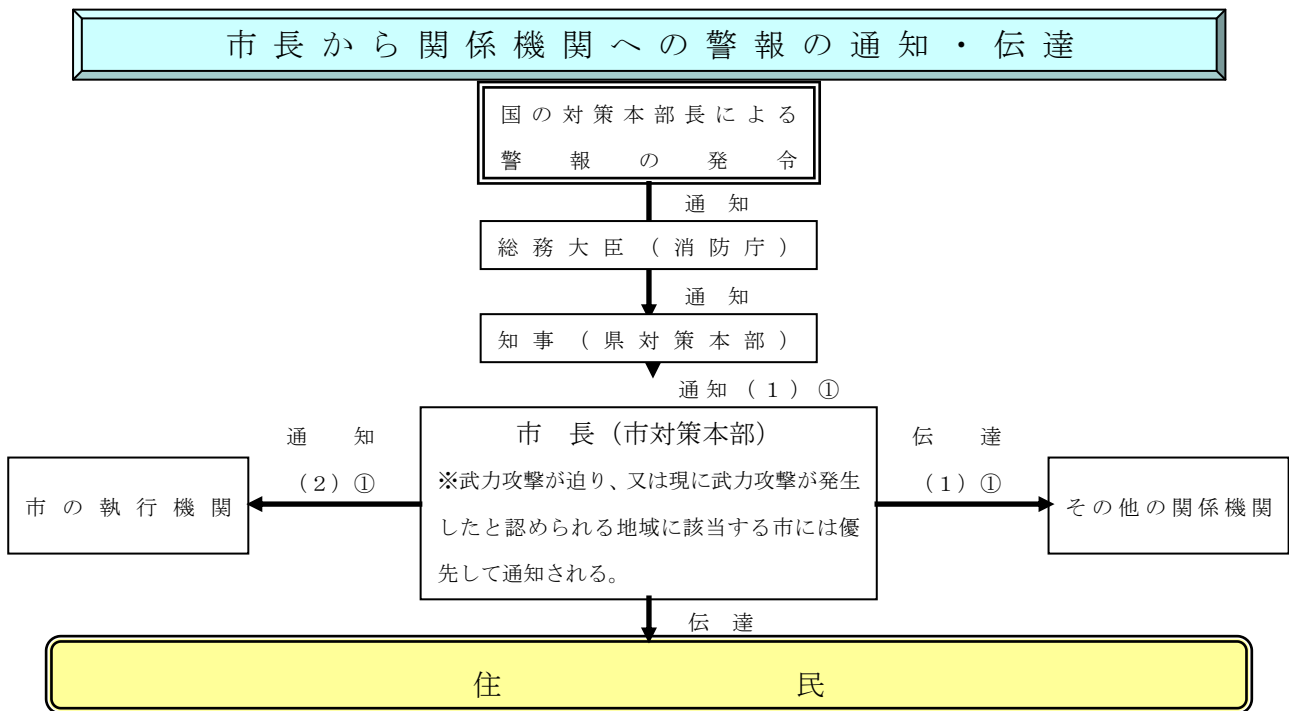 市長から関係機関への警報の通知・伝達
国の対策本部長による
警報の発令
通知
総務大臣（消防庁）
通知
知事（県対策本部）
通知（１）①
市　長（市対策本部）
※武力攻撃が迫り、又は現に武力攻撃が発生
したと認められる地域に該当する市には優
先して通知される。
通　知
（２）①
市の執行機関
伝　達
（１）①
その他の関係機関
伝達
住　民